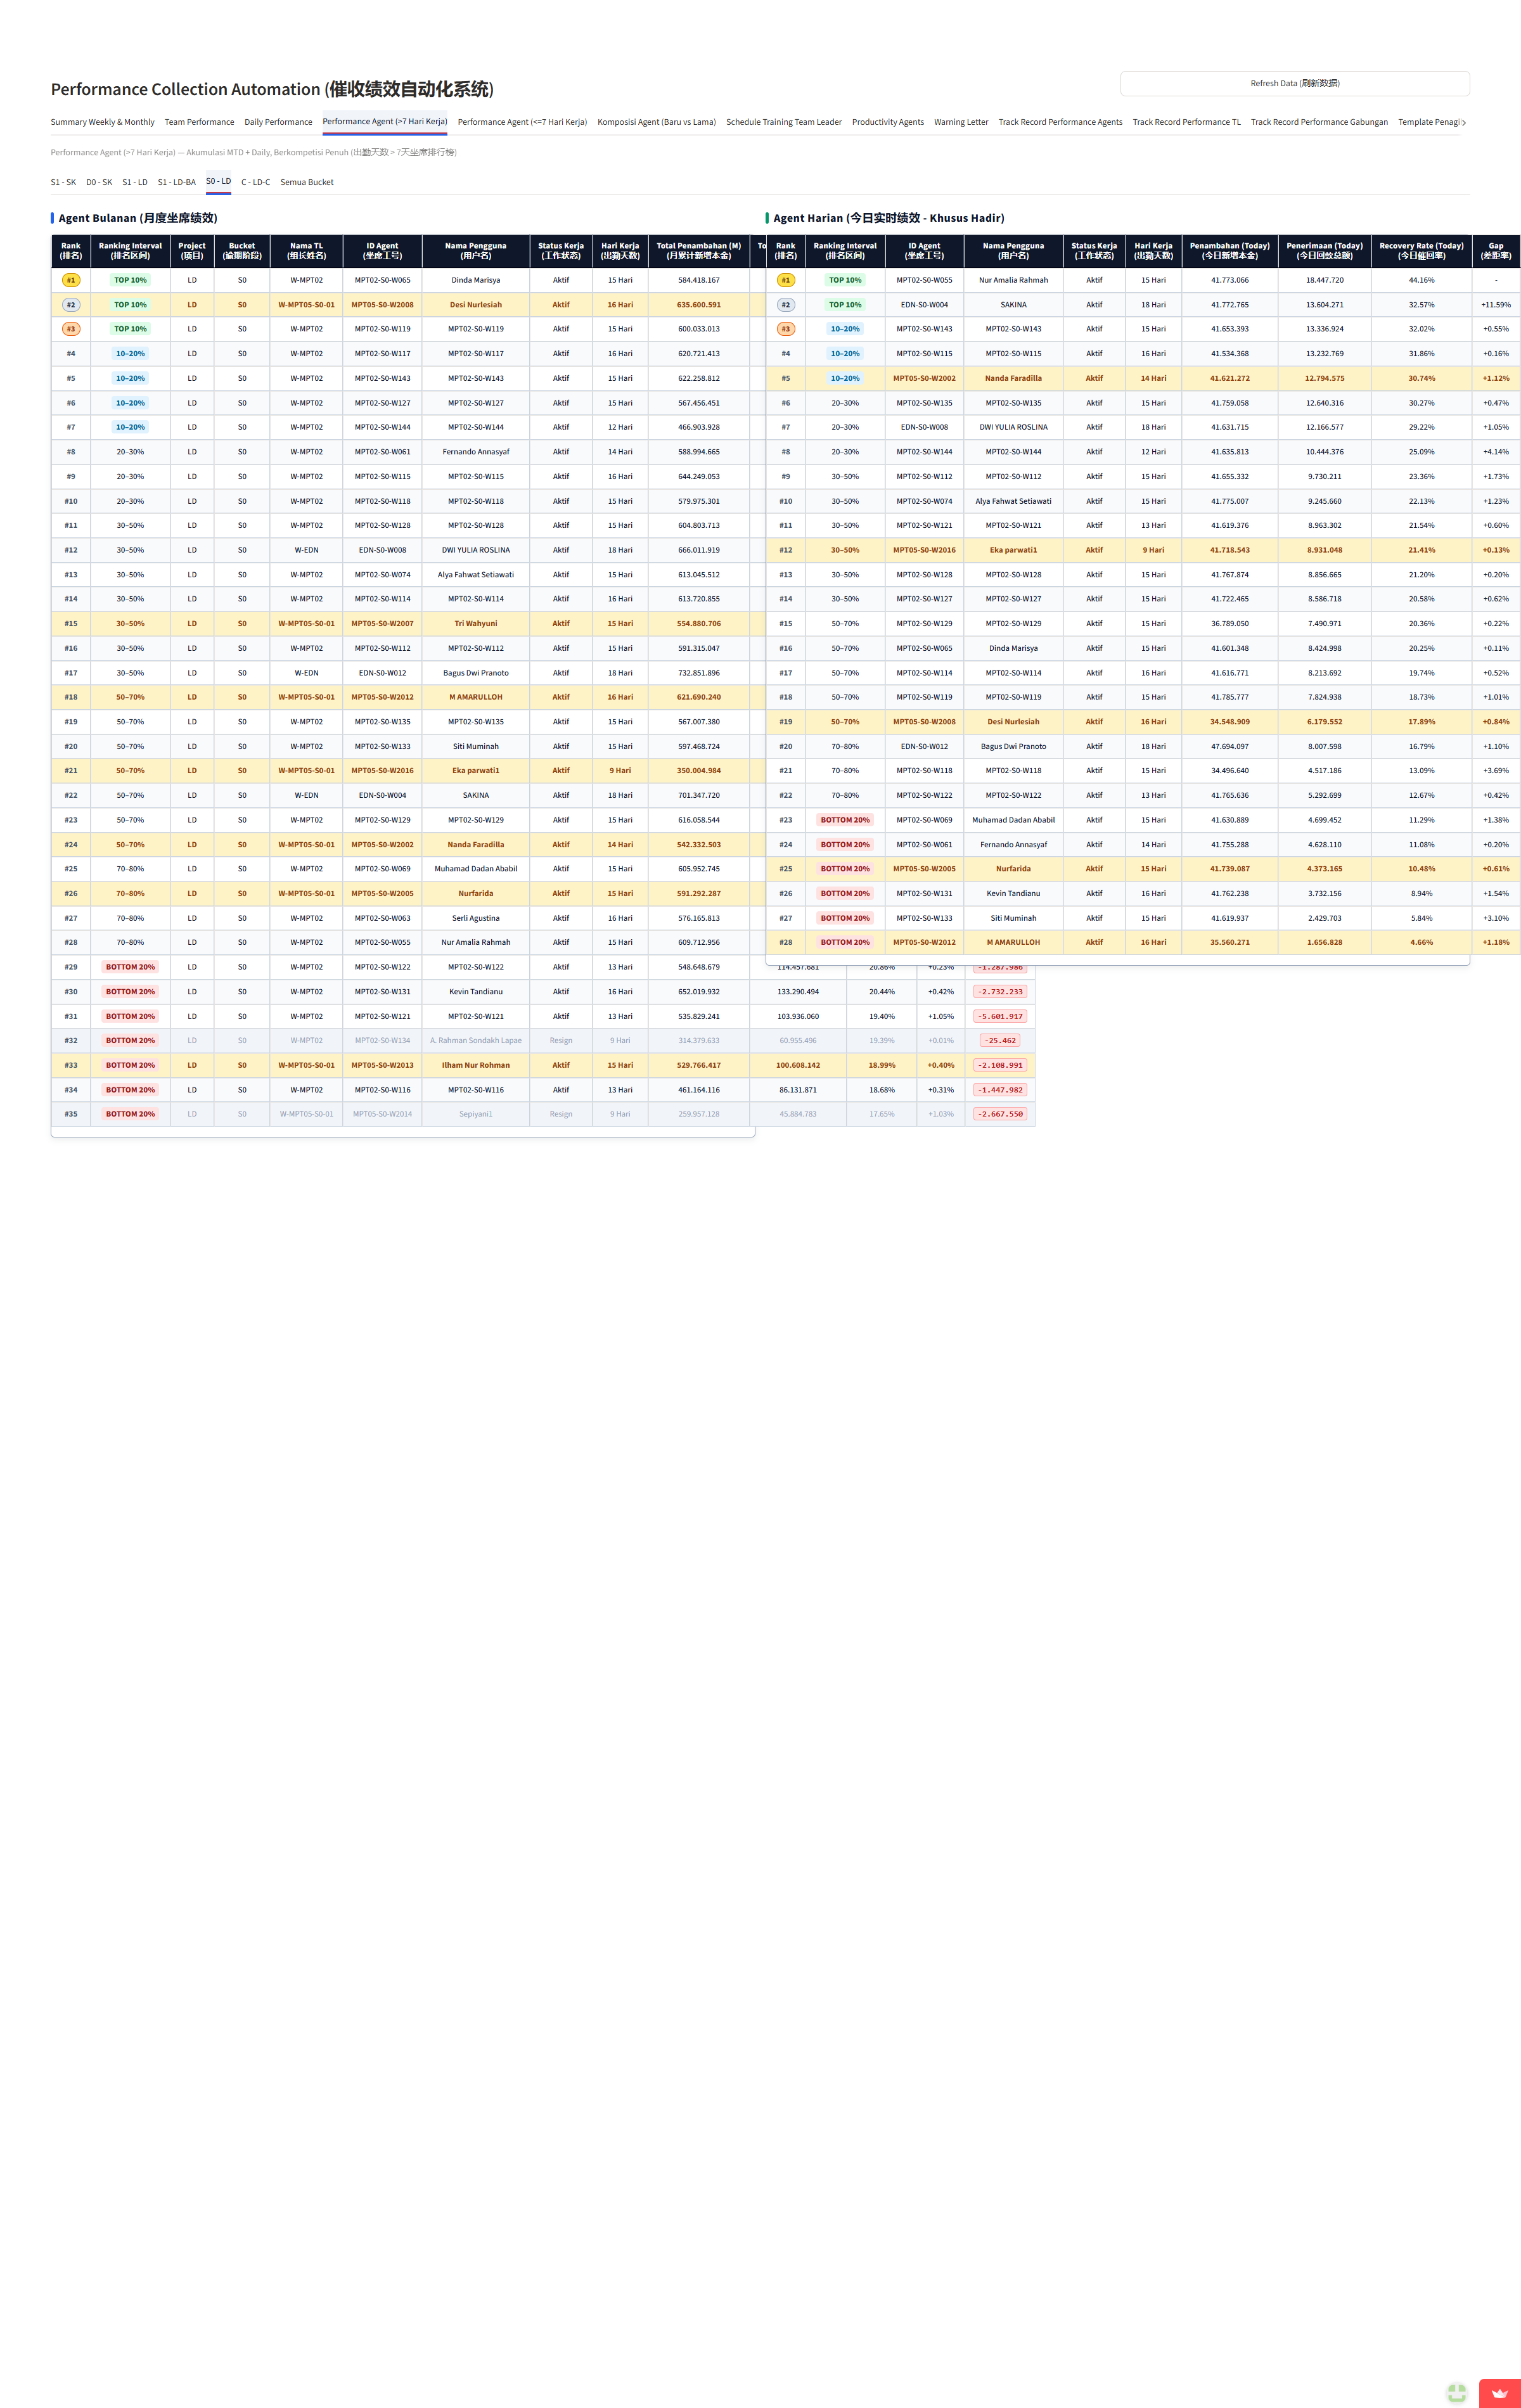 Performance Collection Automation (催收绩效自动化系统)
Refresh Data (刷新数据)
Summary Weekly & Monthly Team Performance Daily Performance Performance Agent (>7 Hari Kerja) Performance Agent (<=7 Hari Kerja) Komposisi Agent (Baru vs Lama) Schedule Training Team Leader Productivity Agents Warning Letter Track Record Performance Agents Track Record Performance TL Track Record Performance Gabungan Template Penagi
Performance Agent (>7 Hari Kerja) — Akumulasi MTD + Daily, Berkompetisi Penuh (出勤天数 > 7天坐席排行榜)
S1 - SK D0 - SK S1 - LD S1 - LD-BA S0 - LD C - LD-C Semua Bucket
Agent Bulanan (月度坐席绩效)
Rank Ranking Interval Project Bucket Nama TL ID Agent Nama Pengguna Status Kerja Hari Kerja Total Penambahan (M) To
(排名) (排名区间) (项目) (逾期阶段) (组长姓名) (坐席工号) (用户名) (工作状态) (出勤天数) (月累计新增本金)
#1 TOP 10% LD S0 W-MPT02 MPT02-S0-W065 Dinda Marisya Aktif 15 Hari 584.418.167
#2 TOP 10% LD S0 W-MPT05-S0-01 MPT05-S0-W2008 Desi Nurlesiah Aktif 16 Hari 635.600.591
#3 TOP 10% LD S0 W-MPT02 MPT02-S0-W119 MPT02-S0-W119 Aktif 15 Hari 600.033.013
#4 10–20% LD S0 W-MPT02 MPT02-S0-W117 MPT02-S0-W117 Aktif 16 Hari 620.721.413
#5 10–20% LD S0 W-MPT02 MPT02-S0-W143 MPT02-S0-W143 Aktif 15 Hari 622.258.812
#6 10–20% LD S0 W-MPT02 MPT02-S0-W127 MPT02-S0-W127 Aktif 15 Hari 567.456.451
#7 10–20% LD S0 W-MPT02 MPT02-S0-W144 MPT02-S0-W144 Aktif 12 Hari 466.903.928
#8 20–30% LD S0 W-MPT02 MPT02-S0-W061 Fernando Annasyaf Aktif 14 Hari 588.994.665
#9 20–30% LD S0 W-MPT02 MPT02-S0-W115 MPT02-S0-W115 Aktif 16 Hari 644.249.053
#10 20–30% LD S0 W-MPT02 MPT02-S0-W118 MPT02-S0-W118 Aktif 15 Hari 579.975.301
#11 30–50% LD S0 W-MPT02 MPT02-S0-W128 MPT02-S0-W128 Aktif 15 Hari 604.803.713
#12 30–50% LD S0 W-EDN EDN-S0-W008 DWI YULIA ROSLINA Aktif 18 Hari 666.011.919
#13 30–50% LD S0 W-MPT02 MPT02-S0-W074 Alya Fahwat Setiawati Aktif 15 Hari 613.045.512
#14 30–50% LD S0 W-MPT02 MPT02-S0-W114 MPT02-S0-W114 Aktif 16 Hari 613.720.855
#15 30–50% LD S0 W-MPT05-S0-01 MPT05-S0-W2007 Tri Wahyuni Aktif 15 Hari 554.880.706
#16 30–50% LD S0 W-MPT02 MPT02-S0-W112 MPT02-S0-W112 Aktif 15 Hari 591.315.047
#17 30–50% LD S0 W-EDN EDN-S0-W012 Bagus Dwi Pranoto Aktif 18 Hari 732.851.896
#18 50–70% LD S0 W-MPT05-S0-01 MPT05-S0-W2012 M AMARULLOH Aktif 16 Hari 621.690.240
#19 50–70% LD S0 W-MPT02 MPT02-S0-W135 MPT02-S0-W135 Aktif 15 Hari 567.007.380
#20 50–70% LD S0 W-MPT02 MPT02-S0-W133 Siti Muminah Aktif 15 Hari 597.468.724
#21 50–70% LD S0 W-MPT05-S0-01 MPT05-S0-W2016 Eka parwati1 Aktif 9 Hari 350.004.984
#22 50–70% LD S0 W-EDN EDN-S0-W004 SAKINA Aktif 18 Hari 701.347.720
#23 50–70% LD S0 W-MPT02 MPT02-S0-W129 MPT02-S0-W129 Aktif 15 Hari 616.058.544
#24 50–70% LD S0 W-MPT05-S0-01 MPT05-S0-W2002 Nanda Faradilla Aktif 14 Hari 542.332.503
#25 70–80% LD S0 W-MPT02 MPT02-S0-W069 Muhamad Dadan Ababil Aktif 15 Hari 605.952.745
#26 70–80% LD S0 W-MPT05-S0-01 MPT05-S0-W2005 Nurfarida Aktif 15 Hari 591.292.287
#27 70–80% LD S0 W-MPT02 MPT02-S0-W063 Serli Agustina Aktif 16 Hari 576.165.813
#28 70–80% LD S0 W-MPT02 MPT02-S0-W055 Nur Amalia Rahmah Aktif 15 Hari 609.712.956
#29 BOTTOM 20% LD S0 W-MPT02 MPT02-S0-W122 MPT02-S0-W122 Aktif 13 Hari 548.648.679 114.457.681 20.86% +0.23% -1.287.986
#30 BOTTOM 20% LD S0 W-MPT02 MPT02-S0-W131 Kevin Tandianu Aktif 16 Hari 652.019.932 133.290.494 20.44% +0.42% -2.732.233
#31 BOTTOM 20% LD S0 W-MPT02 MPT02-S0-W121 MPT02-S0-W121 Aktif 13 Hari 535.829.241 103.936.060 19.40% +1.05% -5.601.917
#32 BOTTOM 20% LD S0 W-MPT02 MPT02-S0-W134 A. Rahman Sondakh Lapae Resign 9 Hari 314.379.633 60.955.496 19.39% +0.01% -25.462
#33 BOTTOM 20% LD S0 W-MPT05-S0-01 MPT05-S0-W2013 Ilham Nur Rohman Aktif 15 Hari 529.766.417 100.608.142 18.99% +0.40% -2.108.991
#34 BOTTOM 20% LD S0 W-MPT02 MPT02-S0-W116 MPT02-S0-W116 Aktif 13 Hari 461.164.116 86.131.871 18.68% +0.31% -1.447.982
#35 BOTTOM 20% LD S0 W-MPT05-S0-01 MPT05-S0-W2014 Sepiyani1 Resign 9 Hari 259.957.128 45.884.783 17.65% +1.03% -2.667.550
Agent Harian (今日实时绩效 - Khusus Hadir)
Rank Ranking Interval ID Agent Nama Pengguna Status Kerja Hari Kerja Penambahan (Today) Penerimaan (Today) Recovery Rate (Today) Gap
(排名) (排名区间) (坐席工号) (用户名) (工作状态) (出勤天数) (今日新增本金) (今日回款总额) (今日催回率) (差距率)
#1 TOP 10% MPT02-S0-W055 Nur Amalia Rahmah Aktif 15 Hari 41.773.066 18.447.720 44.16% -
#2 TOP 10% EDN-S0-W004 SAKINA Aktif 18 Hari 41.772.765 13.604.271 32.57% +11.59%
#3 10–20% MPT02-S0-W143 MPT02-S0-W143 Aktif 15 Hari 41.653.393 13.336.924 32.02% +0.55%
#4 10–20% MPT02-S0-W115 MPT02-S0-W115 Aktif 16 Hari 41.534.368 13.232.769 31.86% +0.16%
#5 10–20% MPT05-S0-W2002 Nanda Faradilla Aktif 14 Hari 41.621.272 12.794.575 30.74% +1.12%
#6 20–30% MPT02-S0-W135 MPT02-S0-W135 Aktif 15 Hari 41.759.058 12.640.316 30.27% +0.47%
#7 20–30% EDN-S0-W008 DWI YULIA ROSLINA Aktif 18 Hari 41.631.715 12.166.577 29.22% +1.05%
#8 20–30% MPT02-S0-W144 MPT02-S0-W144 Aktif 12 Hari 41.635.813 10.444.376 25.09% +4.14%
#9 30–50% MPT02-S0-W112 MPT02-S0-W112 Aktif 15 Hari 41.655.332 9.730.211 23.36% +1.73%
#10 30–50% MPT02-S0-W074 Alya Fahwat Setiawati Aktif 15 Hari 41.775.007 9.245.660 22.13% +1.23%
#11 30–50% MPT02-S0-W121 MPT02-S0-W121 Aktif 13 Hari 41.619.376 8.963.302 21.54% +0.60%
#12 30–50% MPT05-S0-W2016 Eka parwati1 Aktif 9 Hari 41.718.543 8.931.048 21.41% +0.13%
#13 30–50% MPT02-S0-W128 MPT02-S0-W128 Aktif 15 Hari 41.767.874 8.856.665 21.20% +0.20%
#14 30–50% MPT02-S0-W127 MPT02-S0-W127 Aktif 15 Hari 41.722.465 8.586.718 20.58% +0.62%
#15 50–70% MPT02-S0-W129 MPT02-S0-W129 Aktif 15 Hari 36.789.050 7.490.971 20.36% +0.22%
#16 50–70% MPT02-S0-W065 Dinda Marisya Aktif 15 Hari 41.601.348 8.424.998 20.25% +0.11%
#17 50–70% MPT02-S0-W114 MPT02-S0-W114 Aktif 16 Hari 41.616.771 8.213.692 19.74% +0.52%
#18 50–70% MPT02-S0-W119 MPT02-S0-W119 Aktif 15 Hari 41.785.777 7.824.938 18.73% +1.01%
#19 50–70% MPT05-S0-W2008 Desi Nurlesiah Aktif 16 Hari 34.548.909 6.179.552 17.89% +0.84%
#20 70–80% EDN-S0-W012 Bagus Dwi Pranoto Aktif 18 Hari 47.694.097 8.007.598 16.79% +1.10%
#21 70–80% MPT02-S0-W118 MPT02-S0-W118 Aktif 15 Hari 34.496.640 4.517.186 13.09% +3.69%
#22 70–80% MPT02-S0-W122 MPT02-S0-W122 Aktif 13 Hari 41.765.636 5.292.699 12.67% +0.42%
#23 BOTTOM 20% MPT02-S0-W069 Muhamad Dadan Ababil Aktif 15 Hari 41.630.889 4.699.452 11.29% +1.38%
#24 BOTTOM 20% MPT02-S0-W061 Fernando Annasyaf Aktif 14 Hari 41.755.288 4.628.110 11.08% +0.20%
#25 BOTTOM 20% MPT05-S0-W2005 Nurfarida Aktif 15 Hari 41.739.087 4.373.165 10.48% +0.61%
#26 BOTTOM 20% MPT02-S0-W131 Kevin Tandianu Aktif 16 Hari 41.762.238 3.732.156 8.94% +1.54%
#27 BOTTOM 20% MPT02-S0-W133 Siti Muminah Aktif 15 Hari 41.619.937 2.429.703 5.84% +3.10%
#28 BOTTOM 20% MPT05-S0-W2012 M AMARULLOH Aktif 16 Hari 35.560.271 1.656.828 4.66% +1.18%